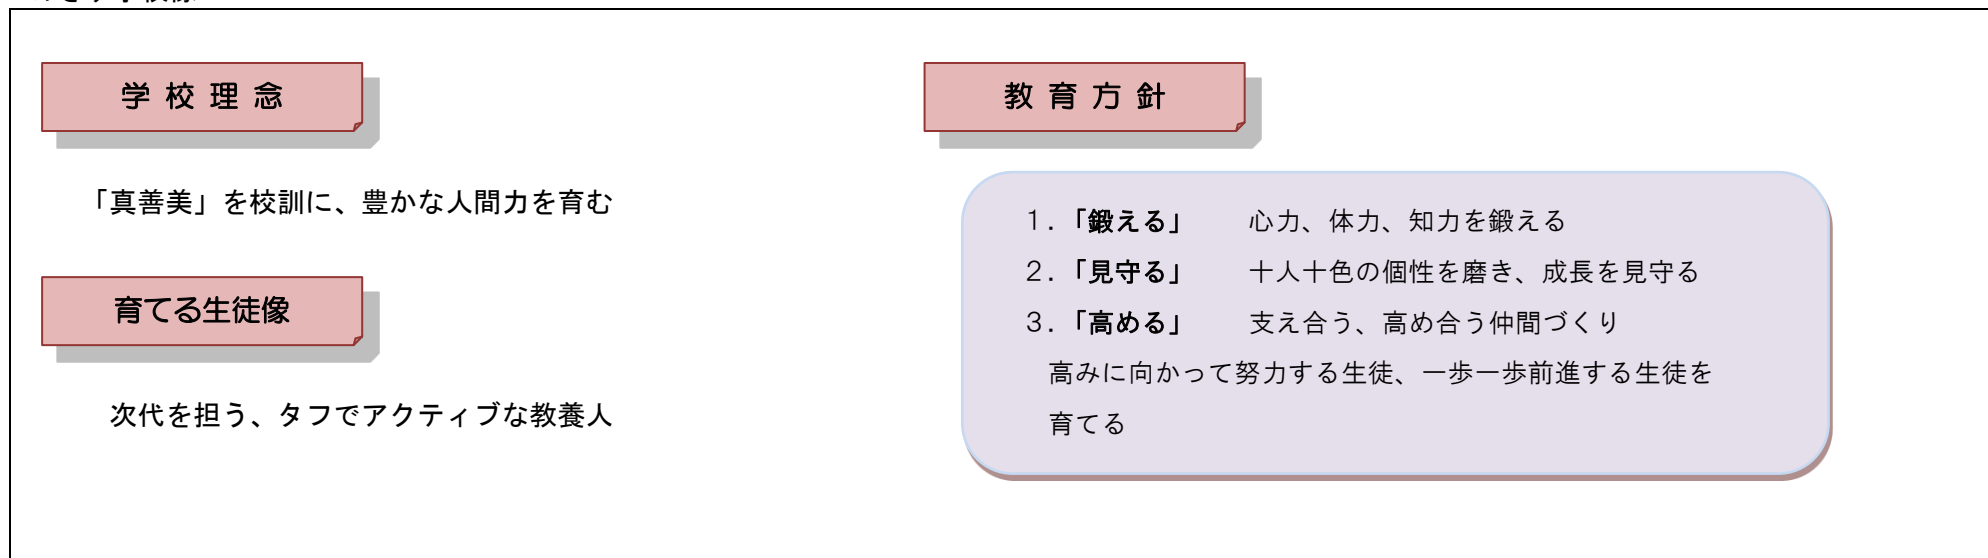 学校理念
「真善美」を校訓に、豊かな人間力を育む
育てる生徒像
次代を担う、タフでアクティブな教養人
教育方針
１．「鍛える」　心力、体力、知力を鍛える
２．「見守る」　十人十色の個性を磨き、成長を見守る
３．「高める」　支え合う、高め合う仲間づくり
高みに向かって努力する生徒、一歩一歩前進する生徒を
育てる